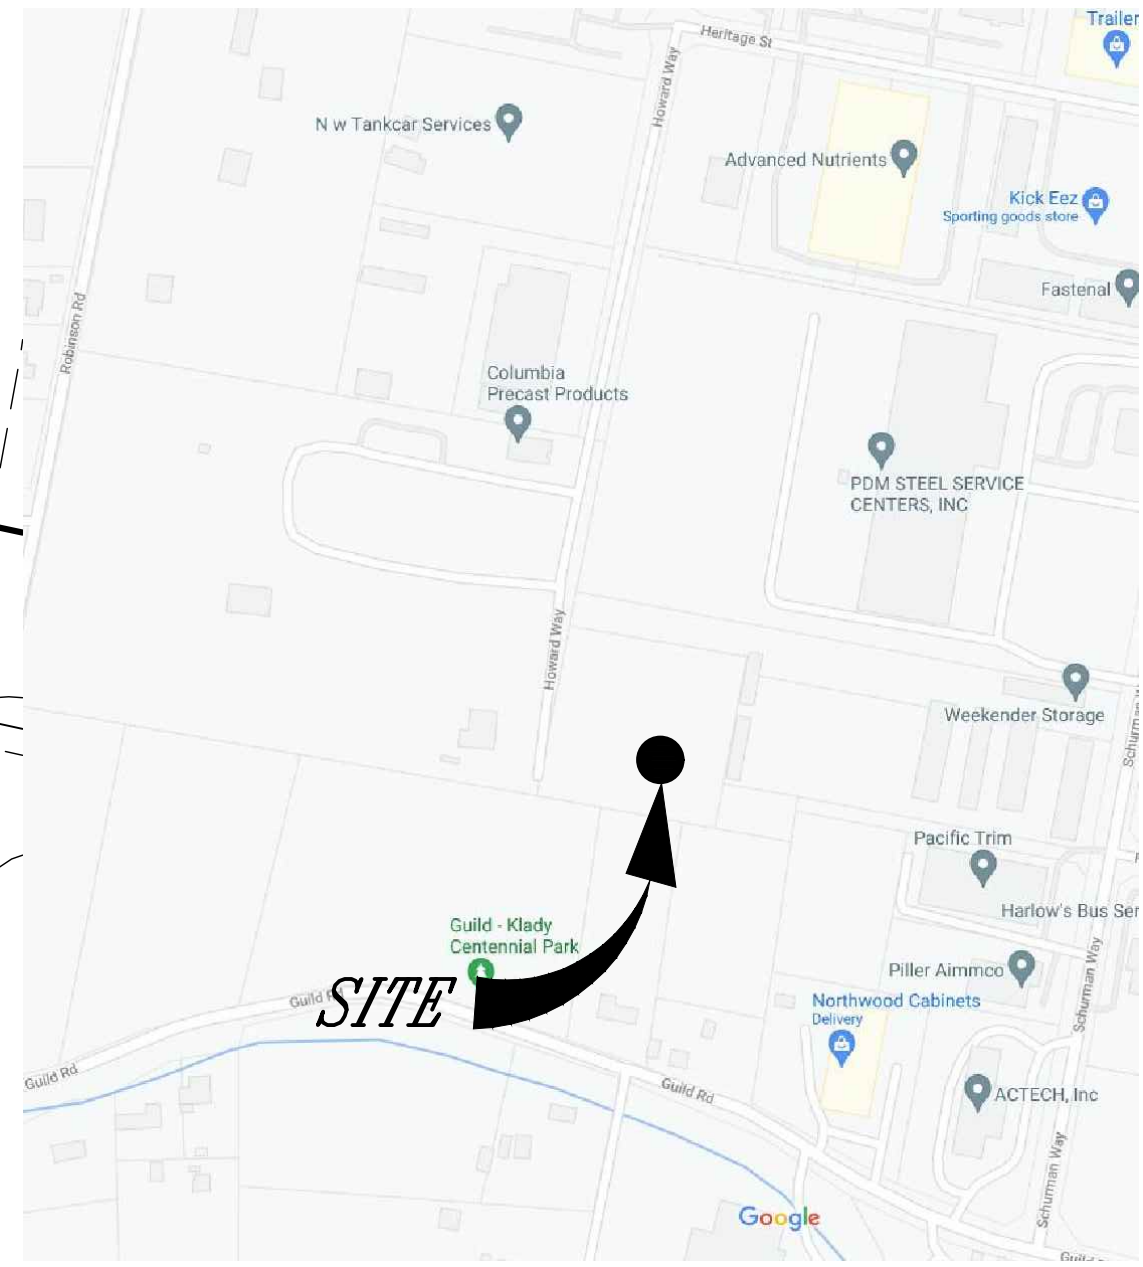 Trailer
Heritage St
Howard Way
N w Tankcar Services
Advanced Nutrients
Kick Eez
Sporting goods store
Fastenal
Robinson Rd
Columbia
Precast Products
PDM STEEL SERVICE
CENTERS, INC
Howard Way
Weekender Storage
Pacific Trim
Harlow's Bus Ser
Guild - Klady
Centennial Park
Piller Aimmco
Schurman Way
SITE
Guild
Northwood Cabinets
Delivery
Guild Rd
Guild Rd
ACTECH, Inc
Schurman Way
Google